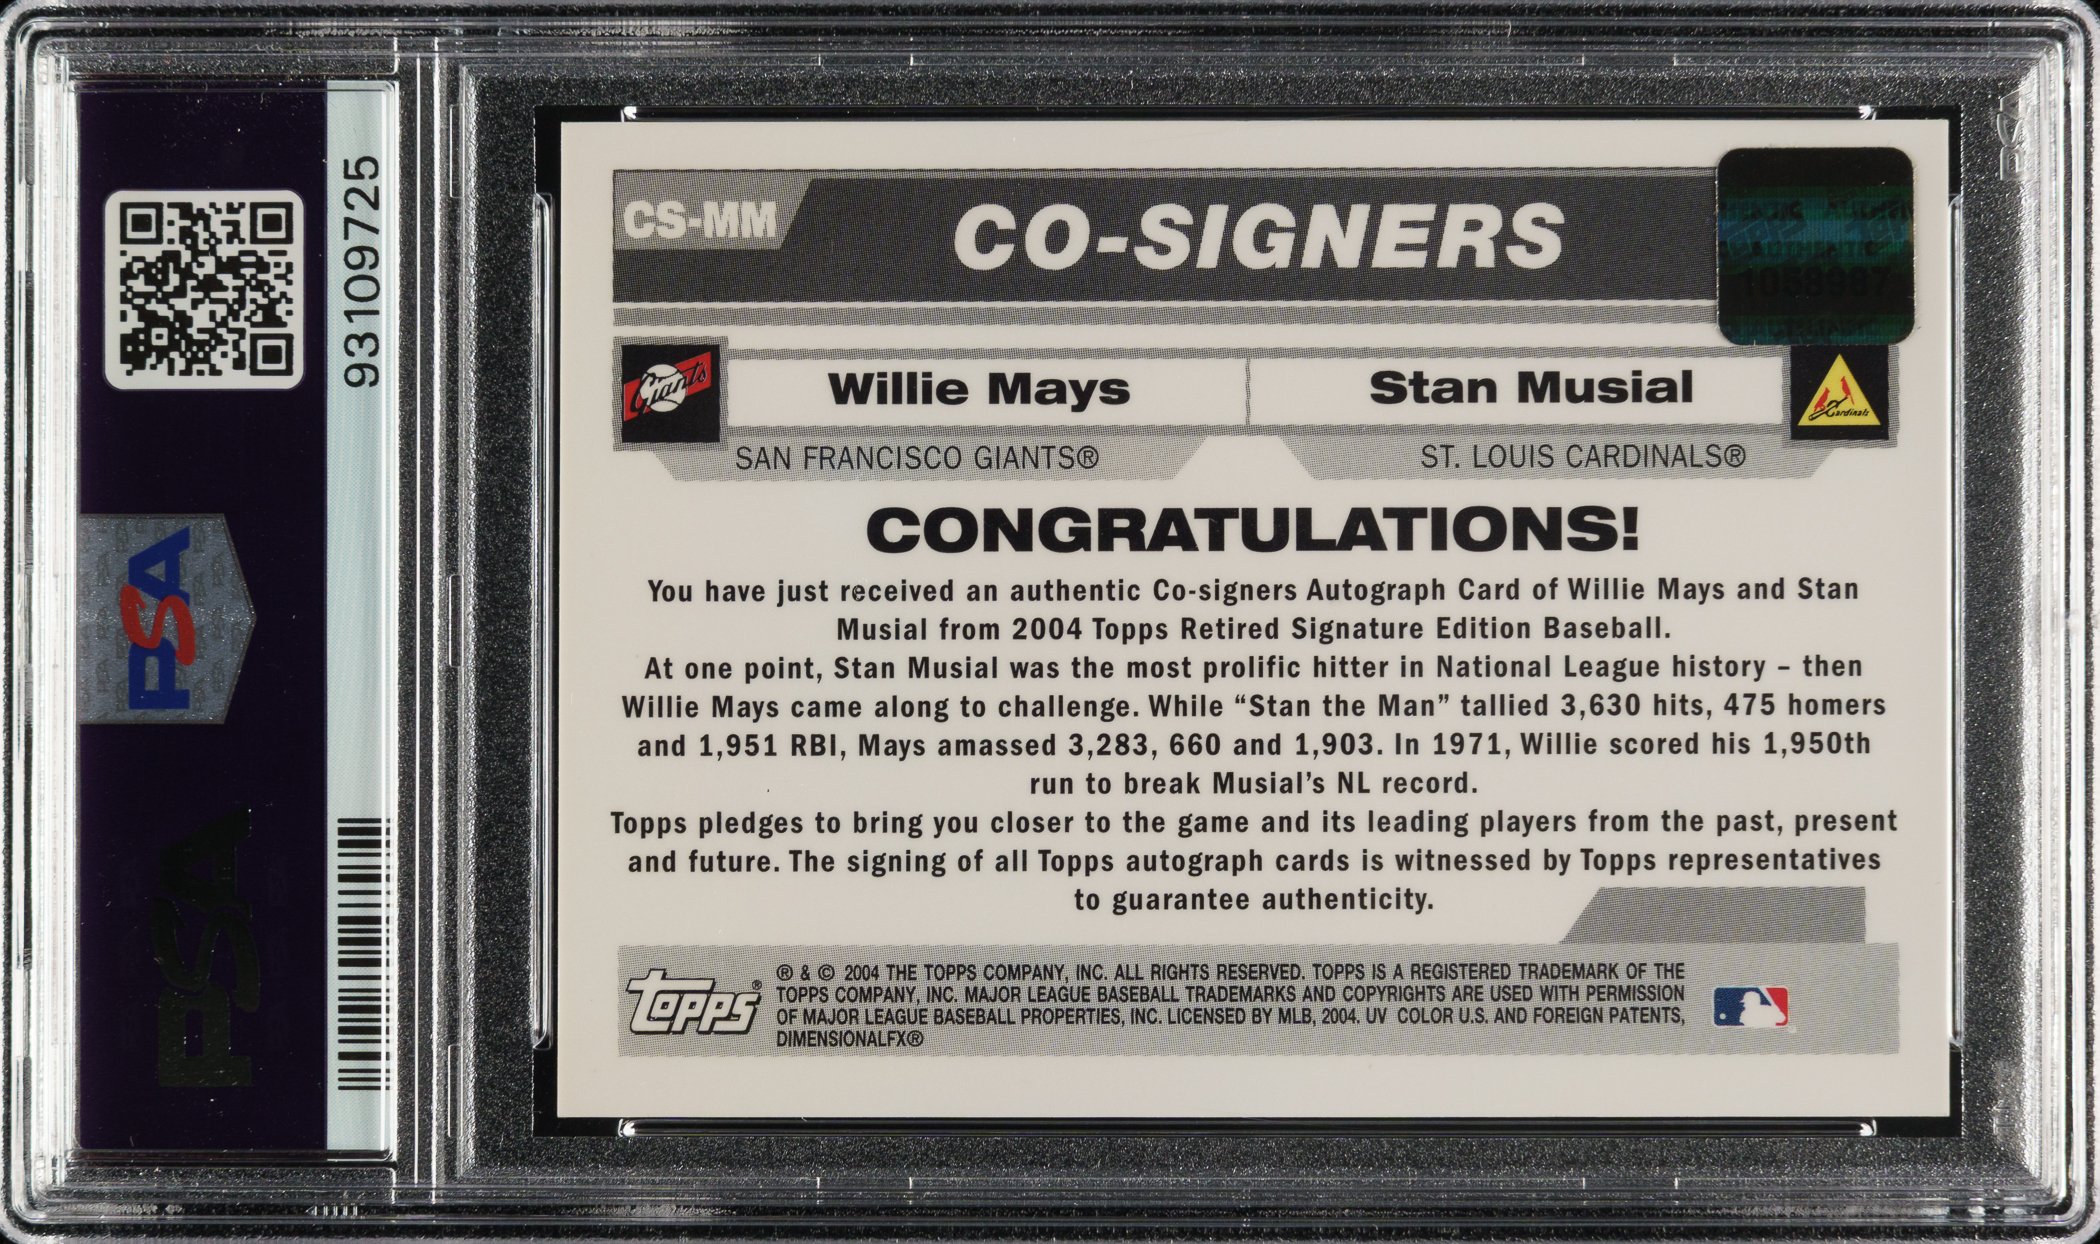 93109725
PSA
PSA
CS-MM
CO-SIGNERS
1058987
Giants
Willie Mays
Stan Musial
Cardinals
SAN FRANCISCO GIANTS®
ST. LOUIS CARDINALS®
CONGRATULATIONS!
You have just received an authentic Co-signers Autograph Card of Willie Mays and Stan
Musial from 2004 Topps Retired Signature Edition Baseball.
At one point, Stan Musial was the most prolific hitter in National League history – then
Willie Mays came along to challenge. While “Stan the Man” tallied 3,630 hits, 475 homers
and 1,951 RBI, Mays amassed 3,283, 660 and 1,903. In 1971, Willie scored his 1,950th
run to break Musial’s NL record.
Topps pledges to bring you closer to the game and its leading players from the past, present
and future. The signing of all Topps autograph cards is witnessed by Topps representatives
to guarantee authenticity.
Topps®
® & © 2004 THE TOPPS COMPANY, INC. ALL RIGHTS RESERVED. TOPPS IS A REGISTERED TRADEMARK OF THE
TOPPS COMPANY, INC. MAJOR LEAGUE BASEBALL TRADEMARKS AND COPYRIGHTS ARE USED WITH PERMISSION
OF MAJOR LEAGUE BASEBALL PROPERTIES, INC. LICENSED BY MLB, 2004. UV COLOR U.S. AND FOREIGN PATENTS,
DIMENSIONALFX®
PSA